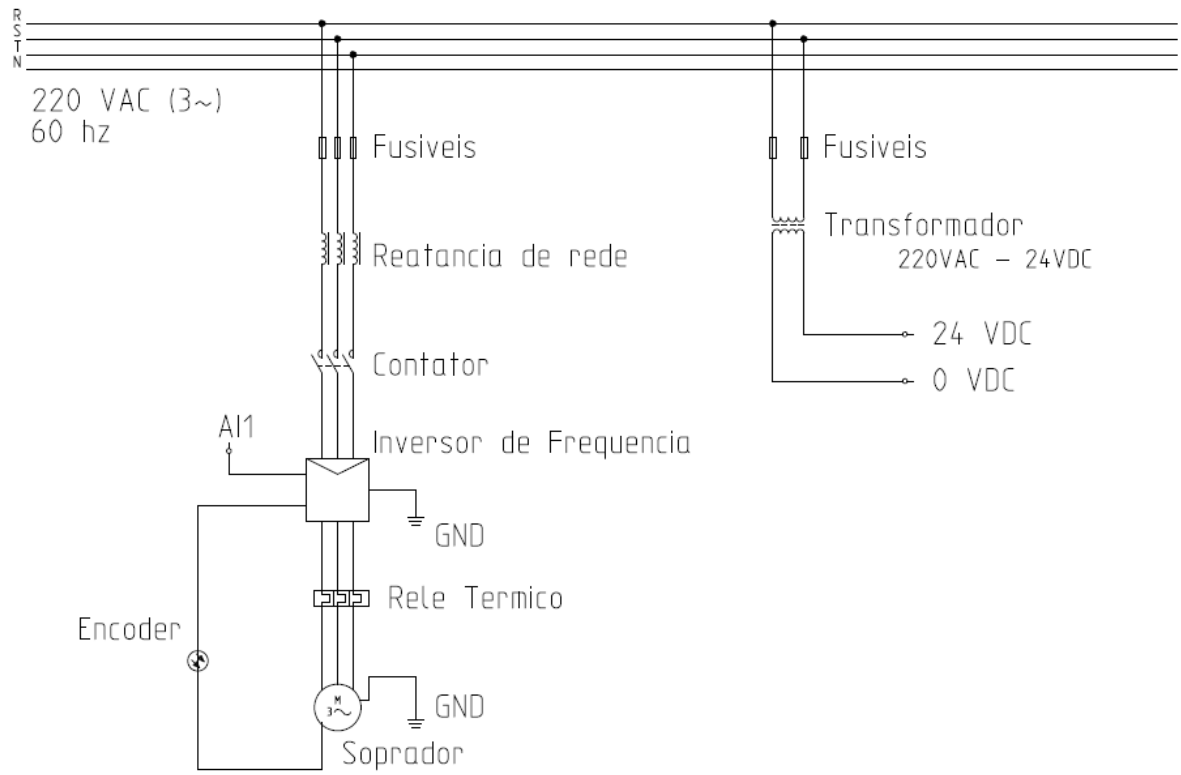 R
S
T
N
220 VAC (3~)
60 hz
Fusiveis
Fusiveis
Transformador
220VAC - 24VDC
Reatancia de rede
24 VDC
Contator
0 VDC
AI1
Inversor de Frequencia
GND
Rele Termico
Encoder
M
3~
GND
Soprador